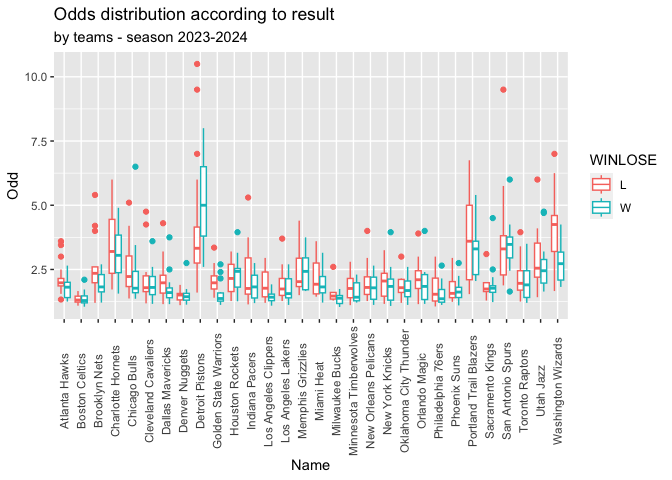 Odds distribution according to result
by teams - season 2023-2024
10.0
7.5
5.0
2.5
Odd
Atlanta Hawks
Boston Celtics
Brooklyn Nets
Charlotte Hornets
Chicago Bulls
Cleveland Cavaliers
Dallas Mavericks
Denver Nuggets
Detroit Pistons
Golden State Warriors
Houston Rockets
Indiana Pacers
Los Angeles Clippers
Los Angeles Lakers
Memphis Grizzlies
Miami Heat
Milwaukee Bucks
Minnesota Timberwolves
New Orleans Pelicans
New York Knicks
Oklahoma City Thunder
Orlando Magic
Philadelphia 76ers
Phoenix Suns
Portland Trail Blazers
Sacramento Kings
San Antonio Spurs
Toronto Raptors
Utah Jazz
Washington Wizards
Name
WINLOSE
L
W